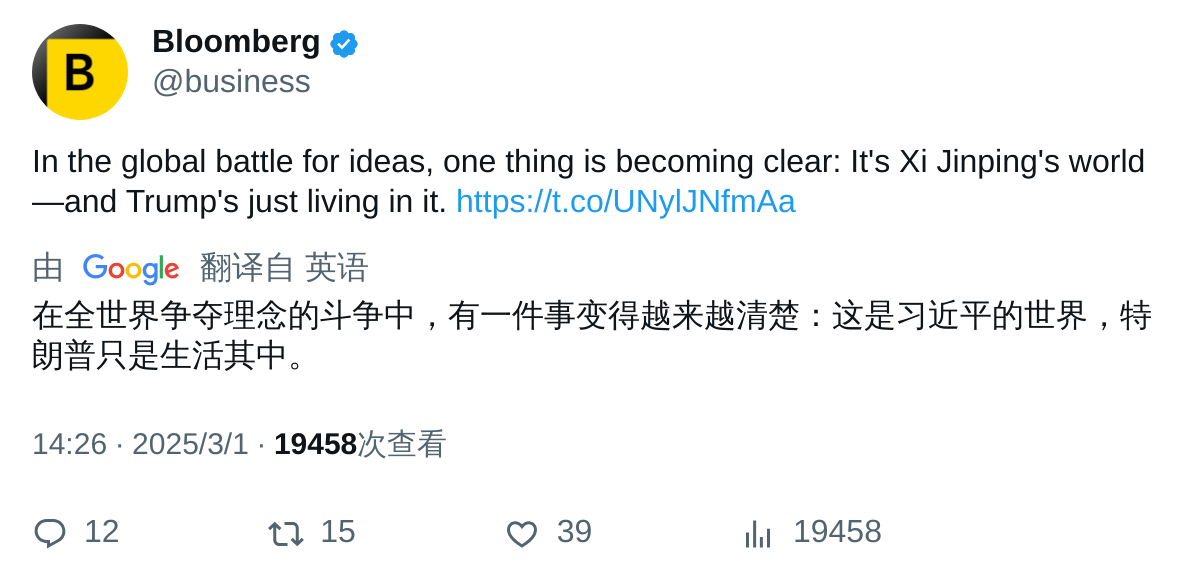 B
Bloomberg
@business
In the global battle for ideas, one thing is becoming clear: It's Xi Jinping's world
—and Trump's just living in it. https://t.co/UNylJNfmAa
由 Google 翻译自 英语
在全世界争夺理念的斗争中，有一件事变得越来越清楚：这是习近平的世界，特
朗普只是生活其中。
14:26 · 2025/3/1 · 19458次查看
12 15 39 19458